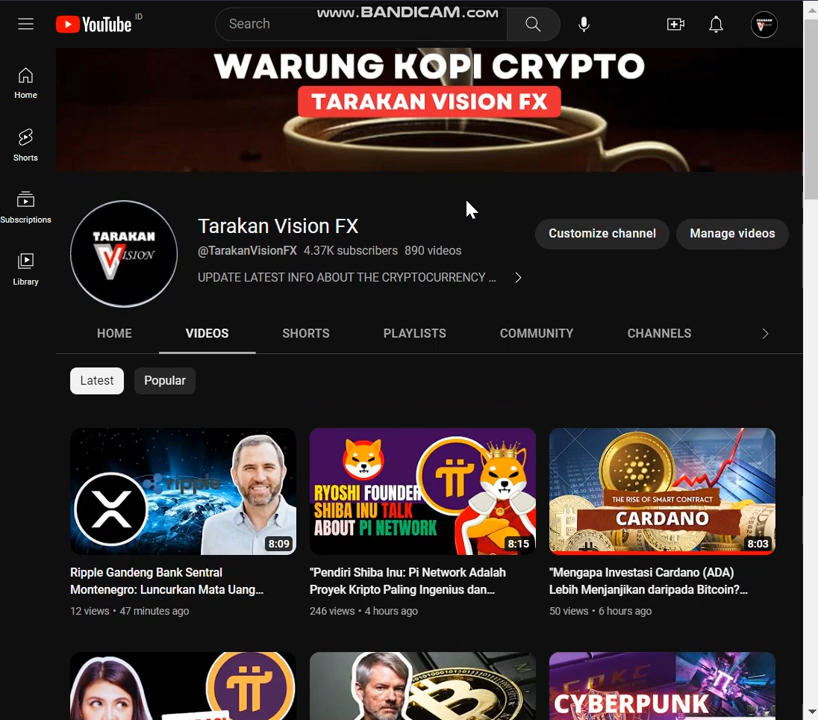 www.BANDICAM.com
YouTube ID
Search
WARUNG KOPI CRYPTO
TARAKAN VISION FX
Home
Shorts
Subscriptions
Library
TARAKAN
VISION
Tarakan Vision FX
@TarakanVisionFX 4.37K subscribers 890 videos
UPDATE LATEST INFO ABOUT THE CRYPTOCURRENCY ...
Customize channel
Manage videos
HOME VIDEOS SHORTS PLAYLISTS COMMUNITY CHANNELS
Latest Popular
ripple
8:09
RYOSHI FOUNDER
SHIBA INU TALK
ABOUT PI NETWORK
8:15
THE RISE OF SMART CONTRACT
CARDANO
8:03
Ripple Gandeng Bank Sentral
Montenegro: Luncurkan Mata Uang...
12 views • 47 minutes ago
"Pendiri Shiba Inu: Pi Network Adalah
Proyek Kripto Paling Ingenius dan...
246 views • 4 hours ago
"Mengapa Investasi Cardano (ADA)
Lebih Menjanjikan daripada Bitcoin?...
50 views • 6 hours ago
CYBERPUNK